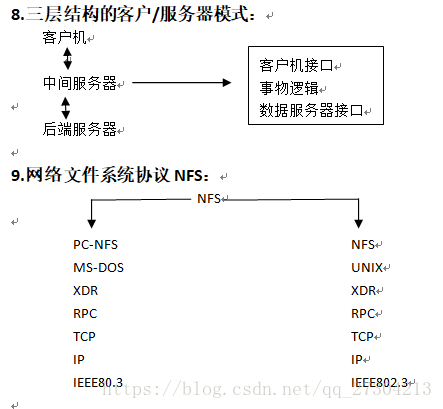 8.三层结构的客户/服务器模式：
客户机
中间服务器
后端服务器
客户机接口
事物逻辑
数据服务器接口
9.网络文件系统协议 NFS：
NFS
PC-NFS NFS
MS-DOS UNIX
XDR XDR
RPC RPC
TCP TCP
IP IP
IEEE80.3 IEEE802.3
https://blog.csdn.net/qq_27304213